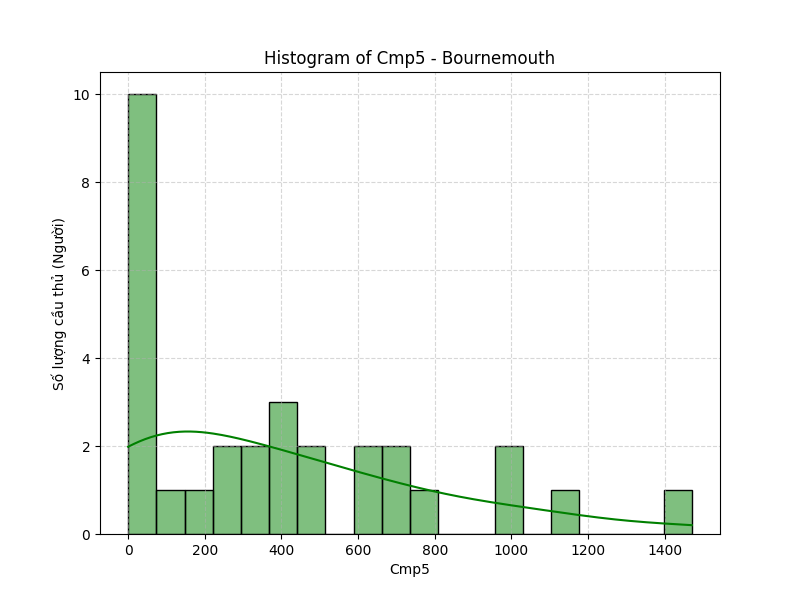 Histogram of Cmp5 - Bournemouth
Số lượng cầu thủ (Người)
10
8
6
4
2
0
0 200 400 600 800 1000 1200 1400
Cmp5